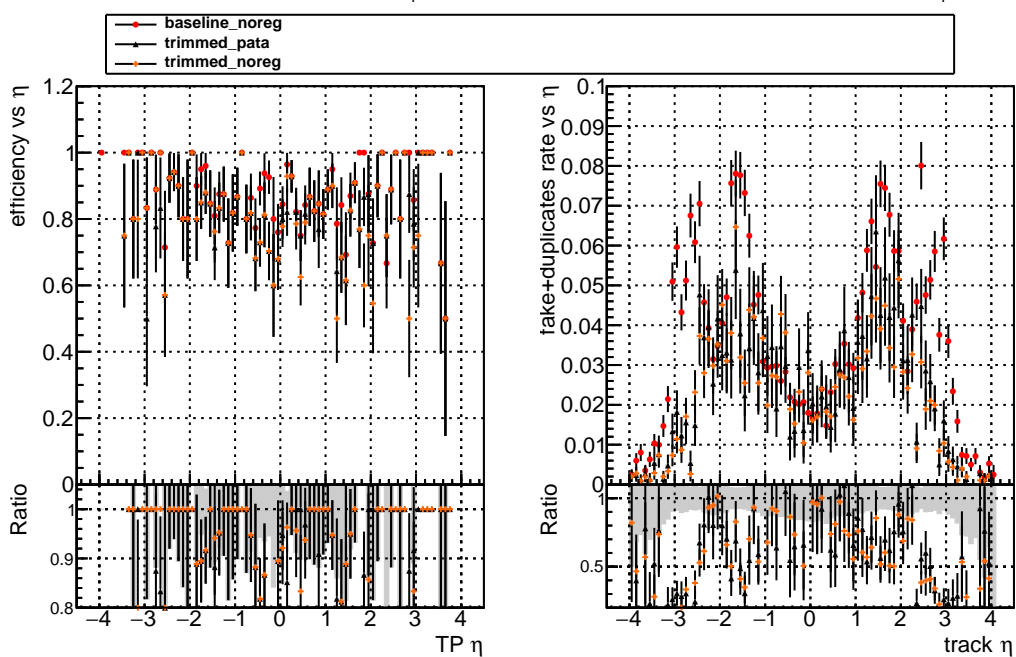 baseline_noreg
trimmed_pata
trimmed_noreg
efficiency vs η
1.2
1
0.8
0.6
0.4
0.2
0
Ratio
1
0.9
0.8
−4 −3 −2 −1 0 1 2 3 4
TP η
fake+duplicates rate vs η
0.1
0.09
0.08
0.07
0.06
0.05
0.04
0.03
0.02
0.01
0
Ratio
1
0.5
−4 −3 −2 −1 0 1 2 3 4
track η